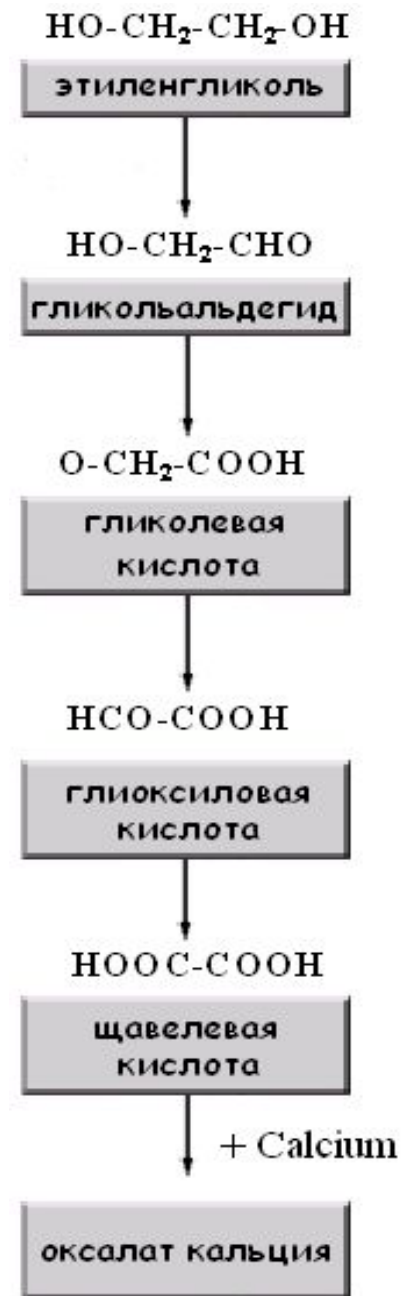 HO-CH₂-CH₂-OH
этиленгликоль
HO-CH₂-CHO
гликольальдегид
O-CH₂-COOH
гликолевая
кислота
HCO-COOH
глиоксиловая
кислота
HOOC-COOH
щавелевая
кислота
+ Calcium
оксалат кальция